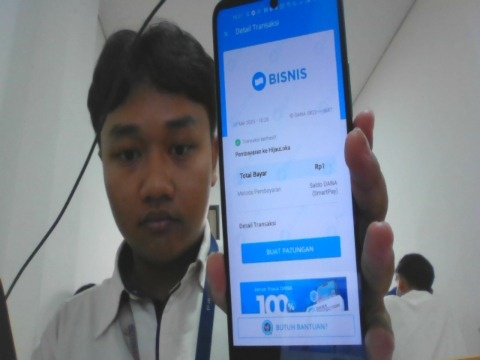 Detail Transaksi
BISNIS
Transaksi berhasil!
Pembayaran ke HijauLoka
Total Bayar Rp1
Metode Pembayaran Saldo DANA
(SmartPay)
Detail Transaksi
BUAT PATUNGAN
100%
BUTUH BANTUAN?